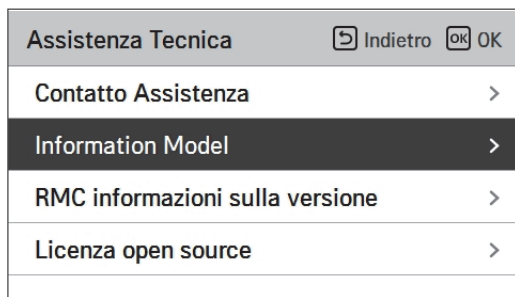 Assistenza Tecnica Indietro OK OK
Contatto Assistenza >
Information Model >
RMC informazioni sulla versione >
Licenza open source >